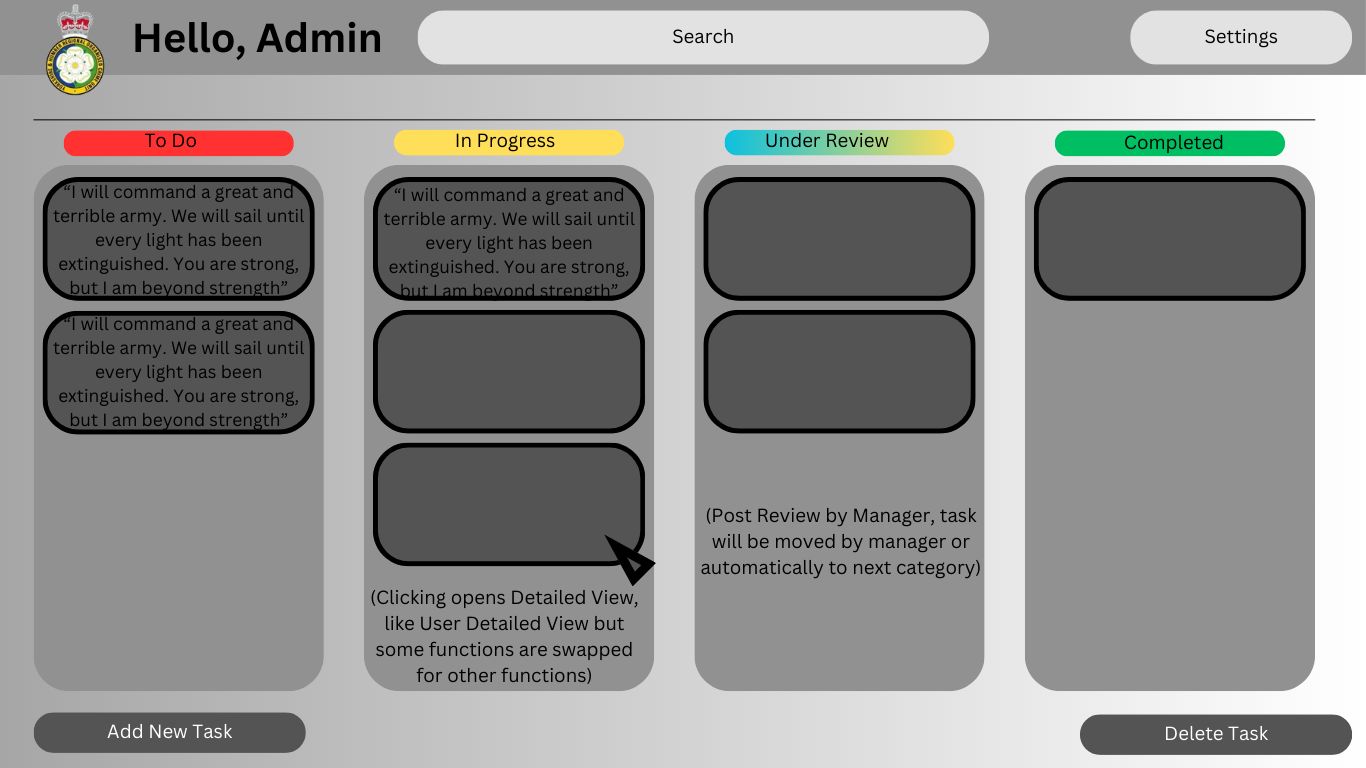 Hello, Admin
Search
Settings
To Do
In Progress
Under Review
Completed
“I will command a great and
terrible army. We will sail until
every light has been
extinguished. You are strong,
but I am beyond strength”
“I will command a great and
terrible army. We will sail until
every light has been
extinguished. You are strong,
but I am beyond strength”
“I will command a great and
terrible army. We will sail until
every light has been
extinguished. You are strong,
but I am beyond strength”
(Clicking opens Detailed View,
like User Detailed View but
some functions are swapped
for other functions)
(Post Review by Manager, task
will be moved by manager or
automatically to next category)
Add New Task
Delete Task